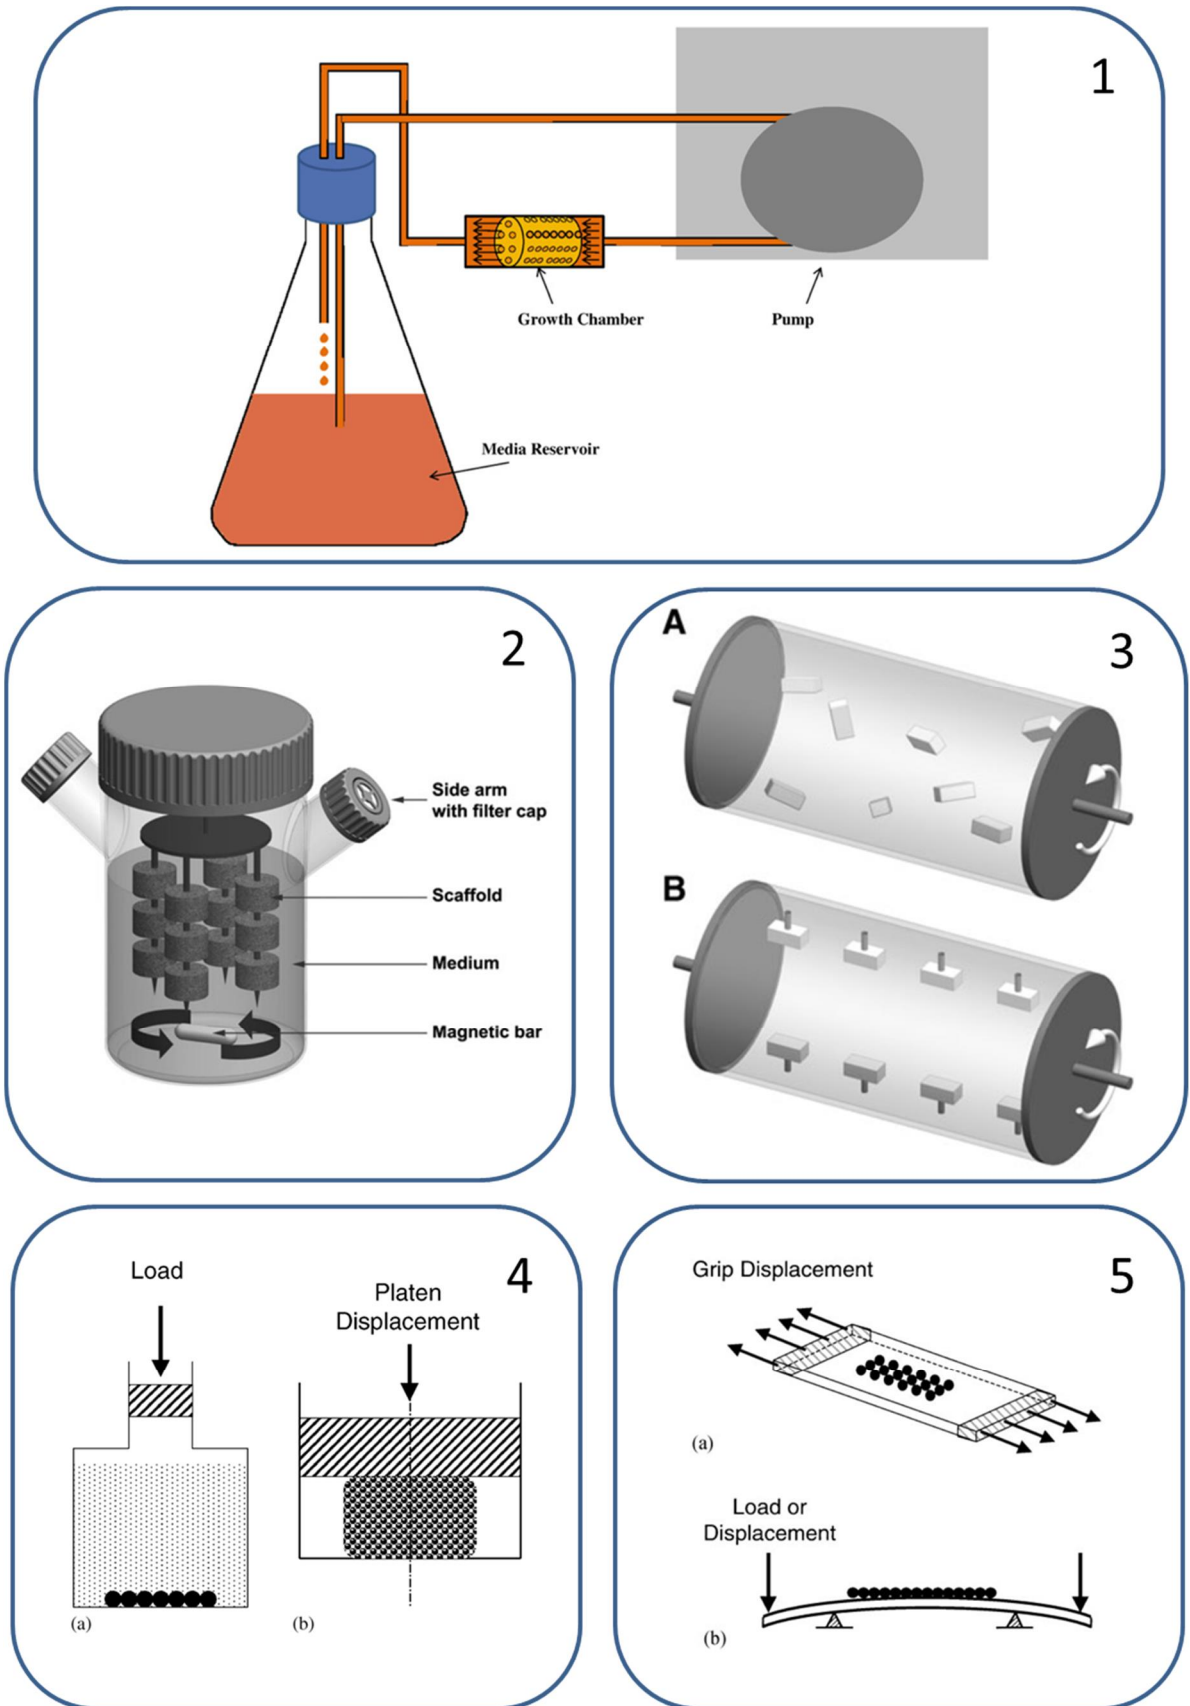 1
Growth Chamber
Pump
Media Reservoir
2
Side arm
with filter cap
Scaffold
Medium
Magnetic bar
3
A
B
4
Load
Platen
Displacement
(a)
(b)
5
Grip Displacement
(a)
Load or
Displacement
(b)